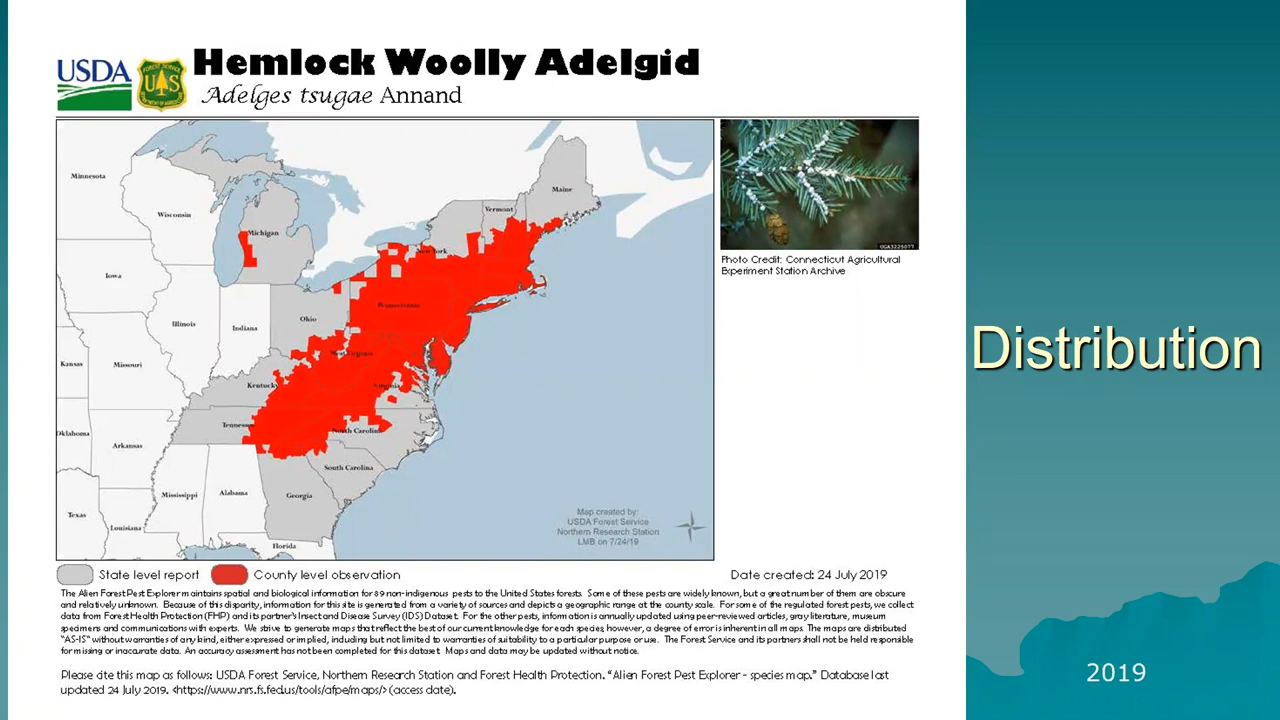 USDA
FOREST SERVICE
U S
DEPARTMENT OF AGRICULTURE
Hemlock Woolly Adelgid
Adelges tsugae Annand
Minnesota
Wisconsin
Michigan
Maine
Vermont
New York
Iowa
Illinois
Indiana
Ohio
Pennsylvania
Kansas
Missouri
West Virginia
Kentucky
Virginia
Oklahoma
Arkansas
Tennessee
North Carolina
South Carolina
Mississippi
Alabama
Georgia
Texas
Louisiana
Florida
Map created by:
USDA Forest Service
Northern Research Station
LMB on 7/24/19
UGA3225077
Photo Credit: Connecticut Agricultural
Experiment Station Archive
State level report
County level observation
Date created: 24 July 2019
The Alien Forest Pest Explorer maintains spatial and biological information for 89 non-indigenous pests to the United States forests. Some of these pests are widely known, but a great number of them are obscure
and relatively unknown. Because of this disparity, information for this site is generated from a variety of sources and depicts a geographic range at the county scale. For some of the regulated forest pests, we collect
data from Forest Health Protection (FHP) and its partner's Insect and Disease Survey (IDS) Dataset. For the other pests, information is annually updated using peer-reviewed articles, gray literature, museum
specimens and communications with experts. We strive to generate maps that reflect the best of our current knowledge for each species; however, a degree of error is inherent in all maps. The maps are distributed
"AS-IS" without warranties of any kind, either expressed or implied, including but not limited to warranties of suitability to a particular purpose or use. The Forest Service and its partners shall not be held responsible
for missing or inaccurate data. An accuracy assessment has not been completed for this dataset. Maps and data may be updated without notice.
Please cite this map as follows: USDA Forest Service, Northern Research Station and Forest Health Protection. "Alien Forest Pest Explorer - species map." Database last
updated 24 July 2019. <https://www.nrs.fs.fed.us/tools/afpe/maps/> (access date).
Distribution
2019